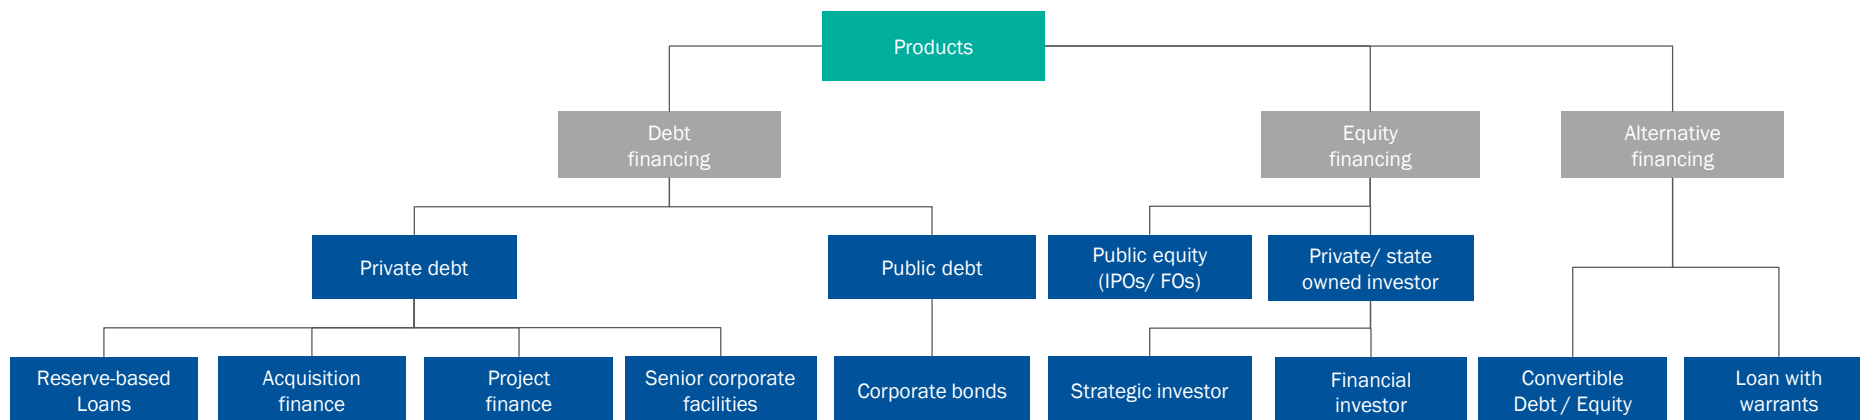 Products
Debt
financing
Equity
financing
Alternative
financing
Private debt
Public debt
Public equity
(IPOs/ FOs)
Private/ state
owned investor
Reserve-based
Loans
Acquisition
finance
Project
finance
Senior corporate
facilities
Corporate bonds
Strategic investor
Financial
investor
Convertible
Debt / Equity
Loan with
warrants